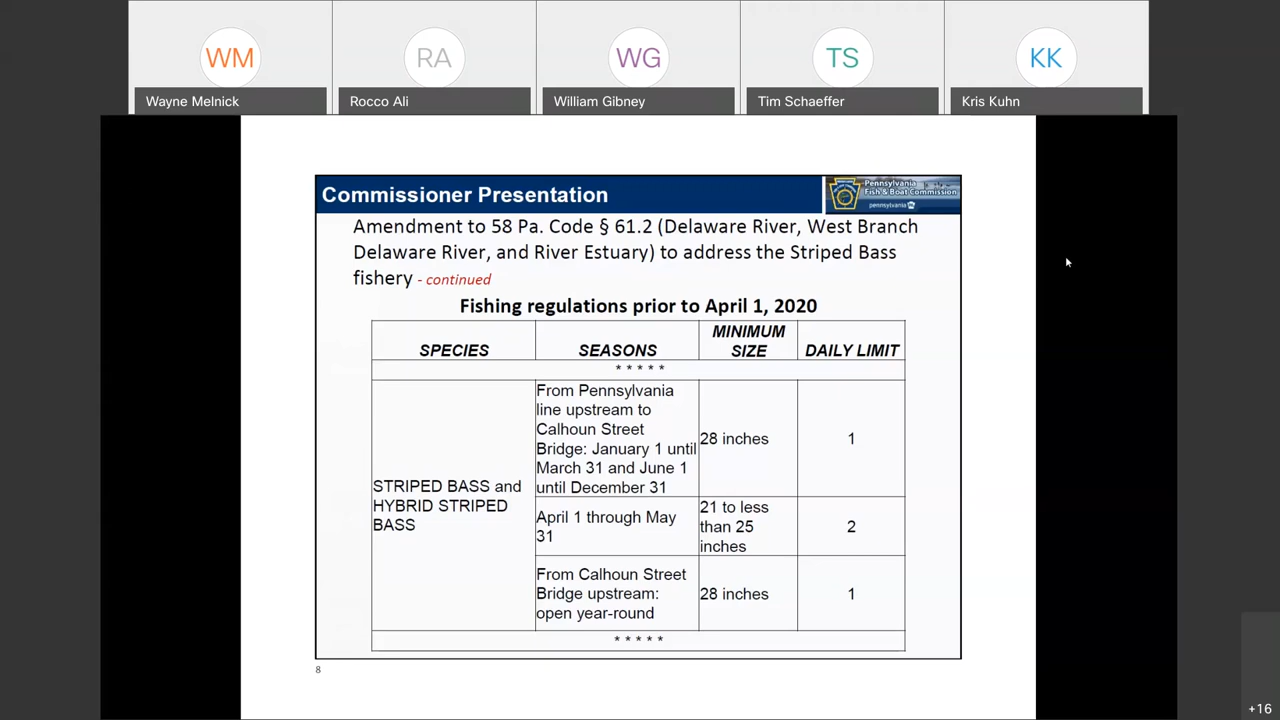 WM
RA
WG
TS
KK
Wayne Melnick
Rocco Ali
William Gibney
Tim Schaeffer
Kris Kuhn
Commissioner Presentation
Pennsylvania
Fish & Boat Commission
pennsylvania
Amendment to 58 Pa. Code § 61.2 (Delaware River, West Branch
Delaware River, and River Estuary) to address the Striped Bass
fishery - continued
Fishing regulations prior to April 1, 2020
SPECIES
SEASONS
MINIMUM
SIZE
DAILY LIMIT
* * * * *
STRIPED BASS and
HYBRID STRIPED
BASS
From Pennsylvania
line upstream to
Calhoun Street
Bridge: January 1 until
March 31 and June 1
until December 31
28 inches
1
April 1 through May
31
21 to less
than 25
inches
2
From Calhoun Street
Bridge upstream:
open year-round
28 inches
1
* * * * *
8
+16